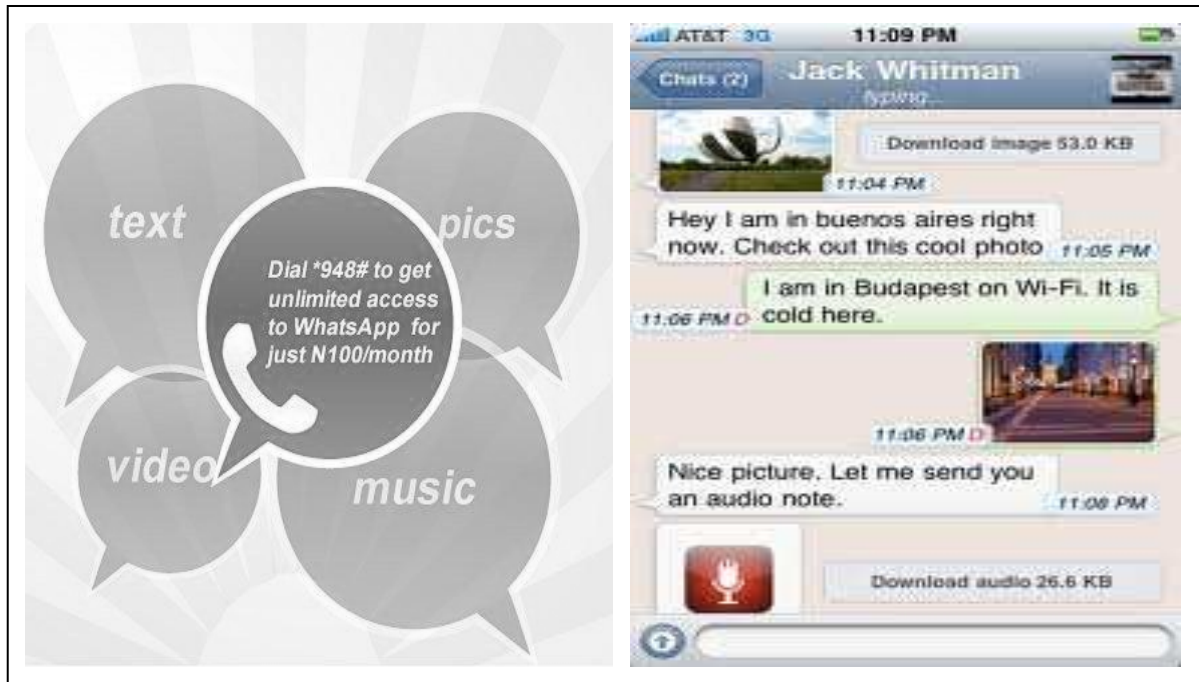 text
pics
Dial *948# to get
unlimited access
to WhatsApp for
just N100/month
video
music
AT&T 3G 11:09 PM
Chats (2) Jack Whitman
typing...
Download image 53.0 KB
11:04 PM
Hey I am in buenos aires right
now. Check out this cool photo 11:05 PM
I am in Budapest on Wi-Fi. It is
11:06 PM D cold here.
11:06 PM D
Nice picture. Let me send you
an audio note. 11:08 PM
Download audio 26.6 KB